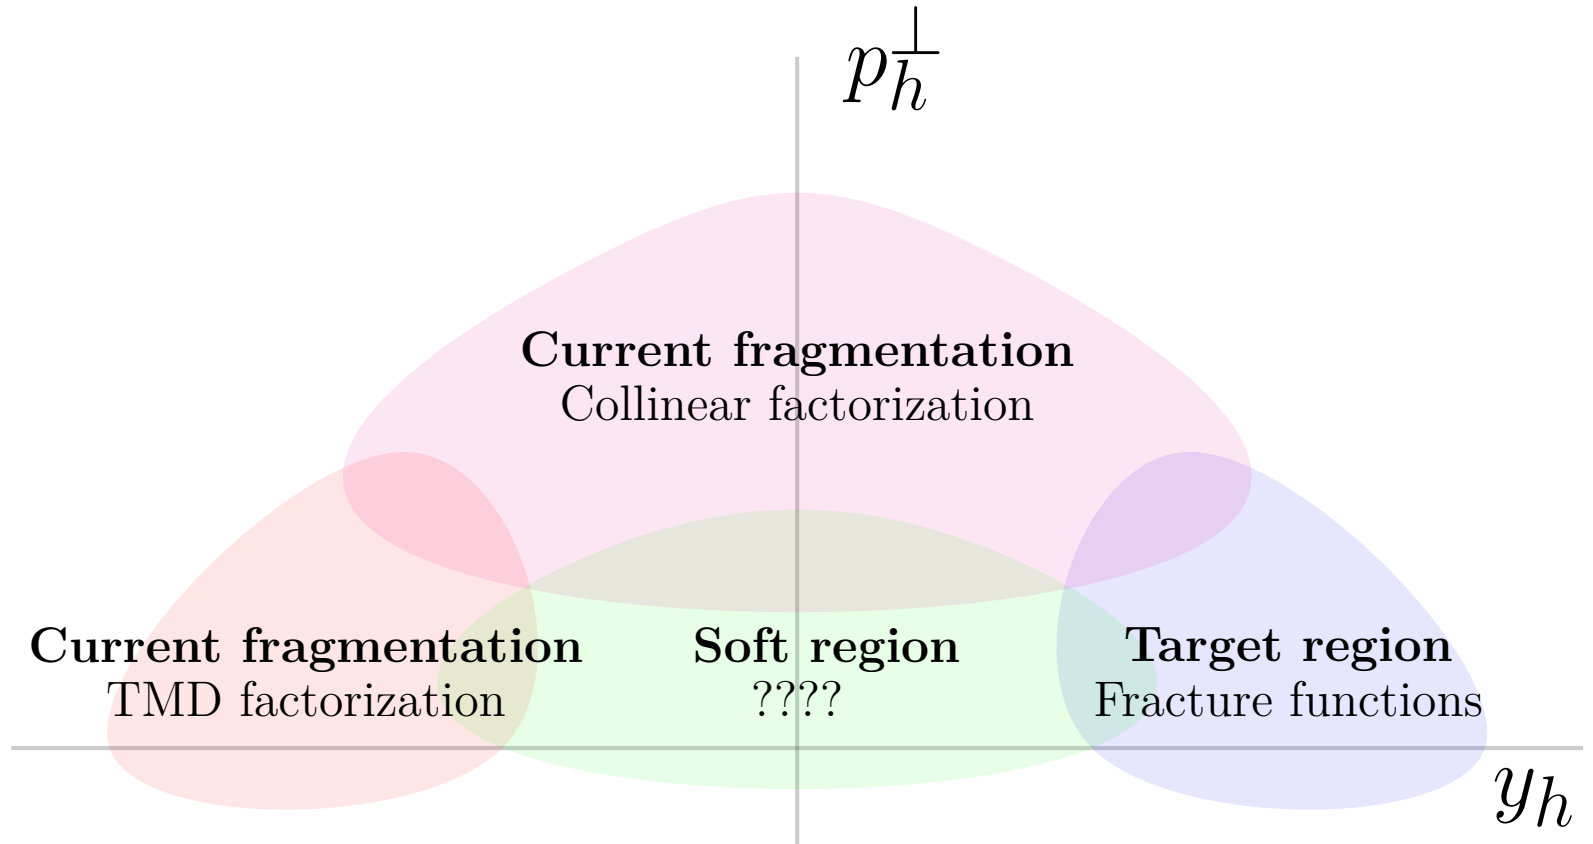 p_h^⊥
Current fragmentation
Collinear factorization
Current fragmentation
TMD factorization
Soft region
????
Target region
Fracture functions
y_h